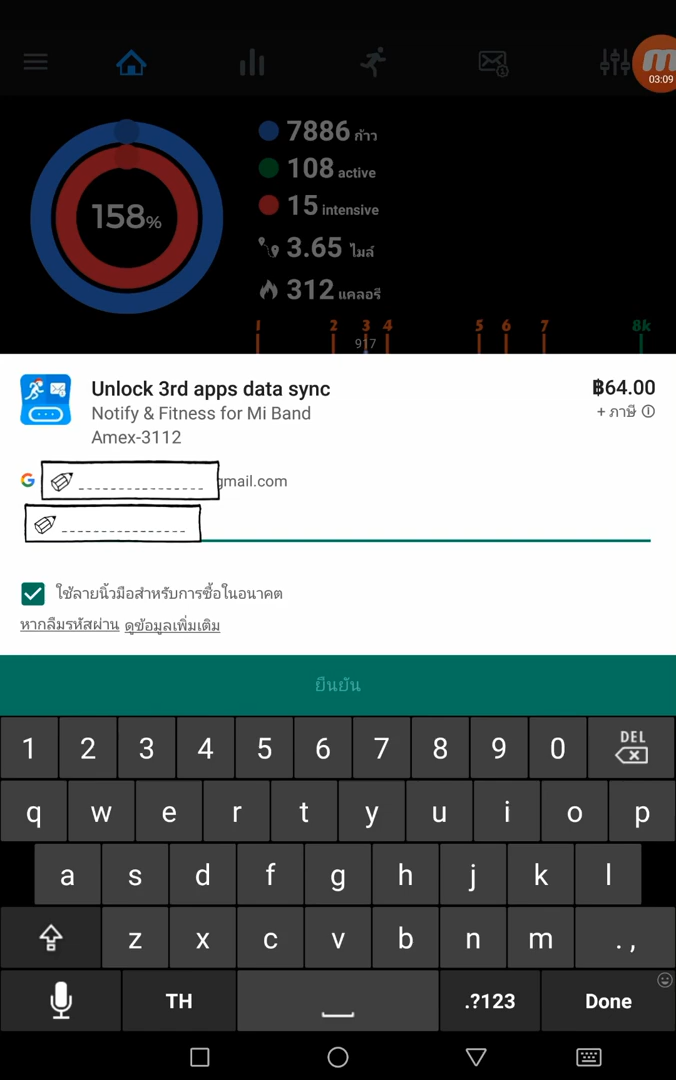 03:09
158%
7886 ก้าว
108 active
15 intensive
3.65 ไมล์
312 แคลอรี
1 2 3 4 5 6 7 8k
917
Unlock 3rd apps data sync
฿64.00
Notify & Fitness for Mi Band
+ ภาษี
Amex-3112
gmail.com
ใช้ลายนิ้วมือสำหรับการซื้อในอนาคต
หากลืมรหัสผ่าน ดูข้อมูลเพิ่มเติม
ยืนยัน
1 2 3 4 5 6 7 8 9 0 DEL
q w e r t y u i o p
a s d f g h j k l
z x c v b n m . ,
TH .?123 Done